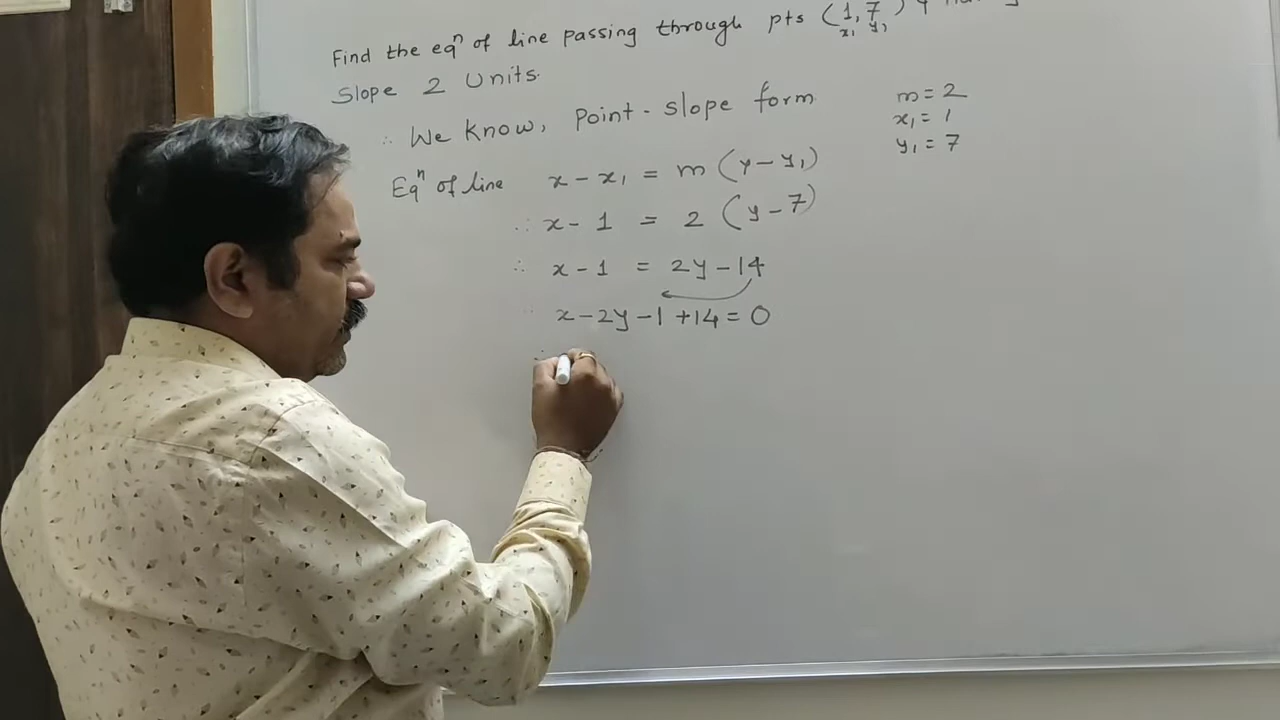 Find the eqⁿ of line passing through pts (1, 7)
x₁ y₁
Slope 2 Units.
∴ We know, Point - slope form
m = 2
x₁ = 1
y₁ = 7
Eqⁿ of line x - x₁ = m (y - y₁)
∴ x - 1 = 2 (y - 7)
∴ x - 1 = 2y - 14
∴ x - 2y - 1 + 14 = 0